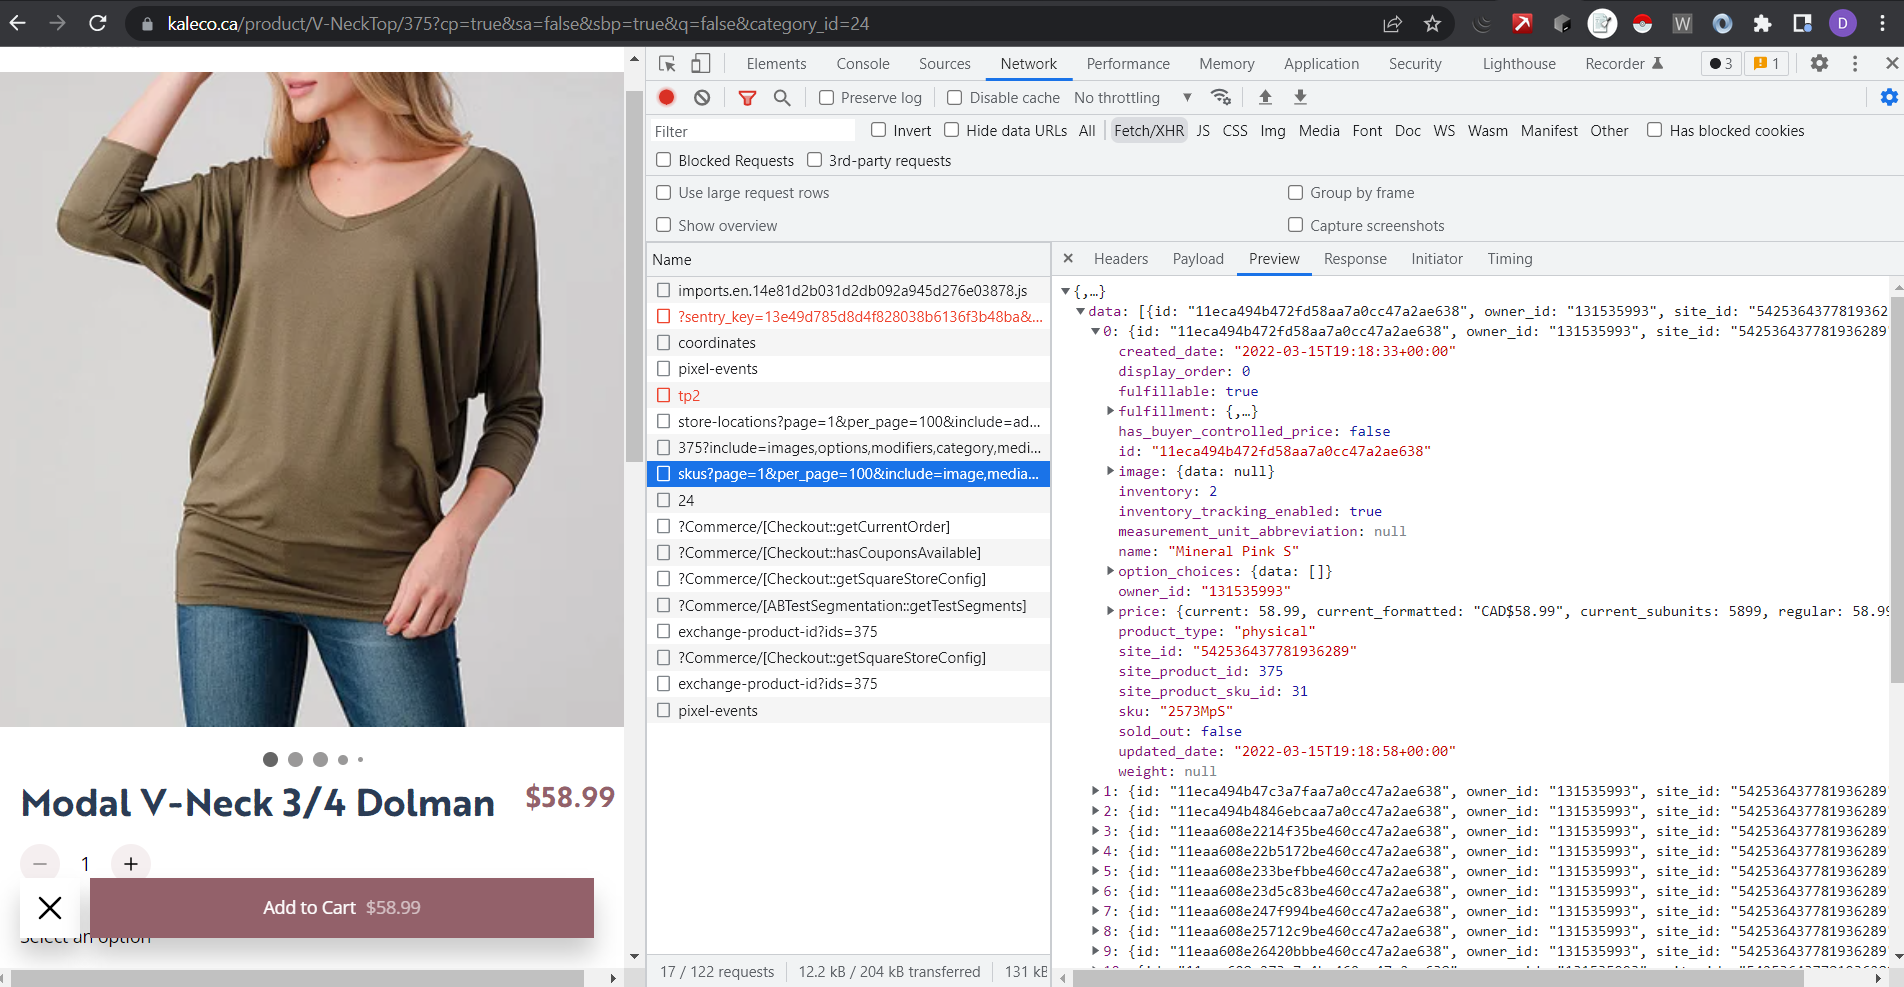 kaleco.ca/product/V-NeckTop/375?cp=true&sa=false&sbp=true&q=false&category_id=24
W
D
Elements Console Sources Network Performance Memory Application Security Lighthouse Recorder 3 1
Preserve log Disable cache No throttling
Filter Invert Hide data URLs All Fetch/XHR JS CSS Img Media Font Doc WS Wasm Manifest Other Has blocked cookies
Blocked Requests 3rd-party requests
Use large request rows Group by frame
Show overview Capture screenshots
Name
imports.en.14e81d2b031d2db092a945d276e03878.js
?sentry_key=13e49d785d8d4f828038b6136f3b48ba&...
coordinates
pixel-events
tp2
store-locations?page=1&per_page=100&include=ad...
375?include=images,options,modifiers,category,medi...
skus?page=1&per_page=100&include=image,media...
24
?Commerce/[Checkout::getCurrentOrder]
?Commerce/[Checkout::hasCouponsAvailable]
?Commerce/[Checkout::getSquareStoreConfig]
?Commerce/[ABTestSegmentation::getTestSegments]
exchange-product-id?ids=375
?Commerce/[Checkout::getSquareStoreConfig]
exchange-product-id?ids=375
pixel-events
17 / 122 requests 12.2 kB / 204 kB transferred 131 kB
Headers Payload Preview Response Initiator Timing
{,…}
data: [{id: "11eca494b472fd58aa7a0cc47a2ae638", owner_id: "131535993", site_id: "5425364377819362
0: {id: "11eca494b472fd58aa7a0cc47a2ae638", owner_id: "131535993", site_id: "542536437781936289"
created_date: "2022-03-15T19:18:33+00:00"
display_order: 0
fulfillable: true
fulfillment: {,…}
has_buyer_controlled_price: false
id: "11eca494b472fd58aa7a0cc47a2ae638"
image: {data: null}
inventory: 2
inventory_tracking_enabled: true
measurement_unit_abbreviation: null
name: "Mineral Pink S"
option_choices: {data: []}
owner_id: "131535993"
price: {current: 58.99, current_formatted: "CAD$58.99", current_subunits: 5899, regular: 58.99
product_type: "physical"
site_id: "542536437781936289"
site_product_id: 375
site_product_sku_id: 31
sku: "2573MpS"
sold_out: false
updated_date: "2022-03-15T19:18:58+00:00"
weight: null
1: {id: "11eca494b47c3a7faa7a0cc47a2ae638", owner_id: "131535993", site_id: "542536437781936289"
2: {id: "11eca494b4846ebcaa7a0cc47a2ae638", owner_id: "131535993", site_id: "542536437781936289"
3: {id: "11eaa608e2214f35be460cc47a2ae638", owner_id: "131535993", site_id: "542536437781936289"
4: {id: "11eaa608e22b5172be460cc47a2ae638", owner_id: "131535993", site_id: "542536437781936289"
5: {id: "11eaa608e233befbbe460cc47a2ae638", owner_id: "131535993", site_id: "542536437781936289"
6: {id: "11eaa608e23d5c83be460cc47a2ae638", owner_id: "131535993", site_id: "542536437781936289"
7: {id: "11eaa608e247f994be460cc47a2ae638", owner_id: "131535993", site_id: "542536437781936289"
8: {id: "11eaa608e25712c9be460cc47a2ae638", owner_id: "131535993", site_id: "542536437781936289"
9: {id: "11eaa608e26420bbbe460cc47a2ae638", owner_id: "131535993", site_id: "542536437781936289"
Modal V-Neck 3/4 Dolman $58.99
1
Add to Cart $58.99
Select an option